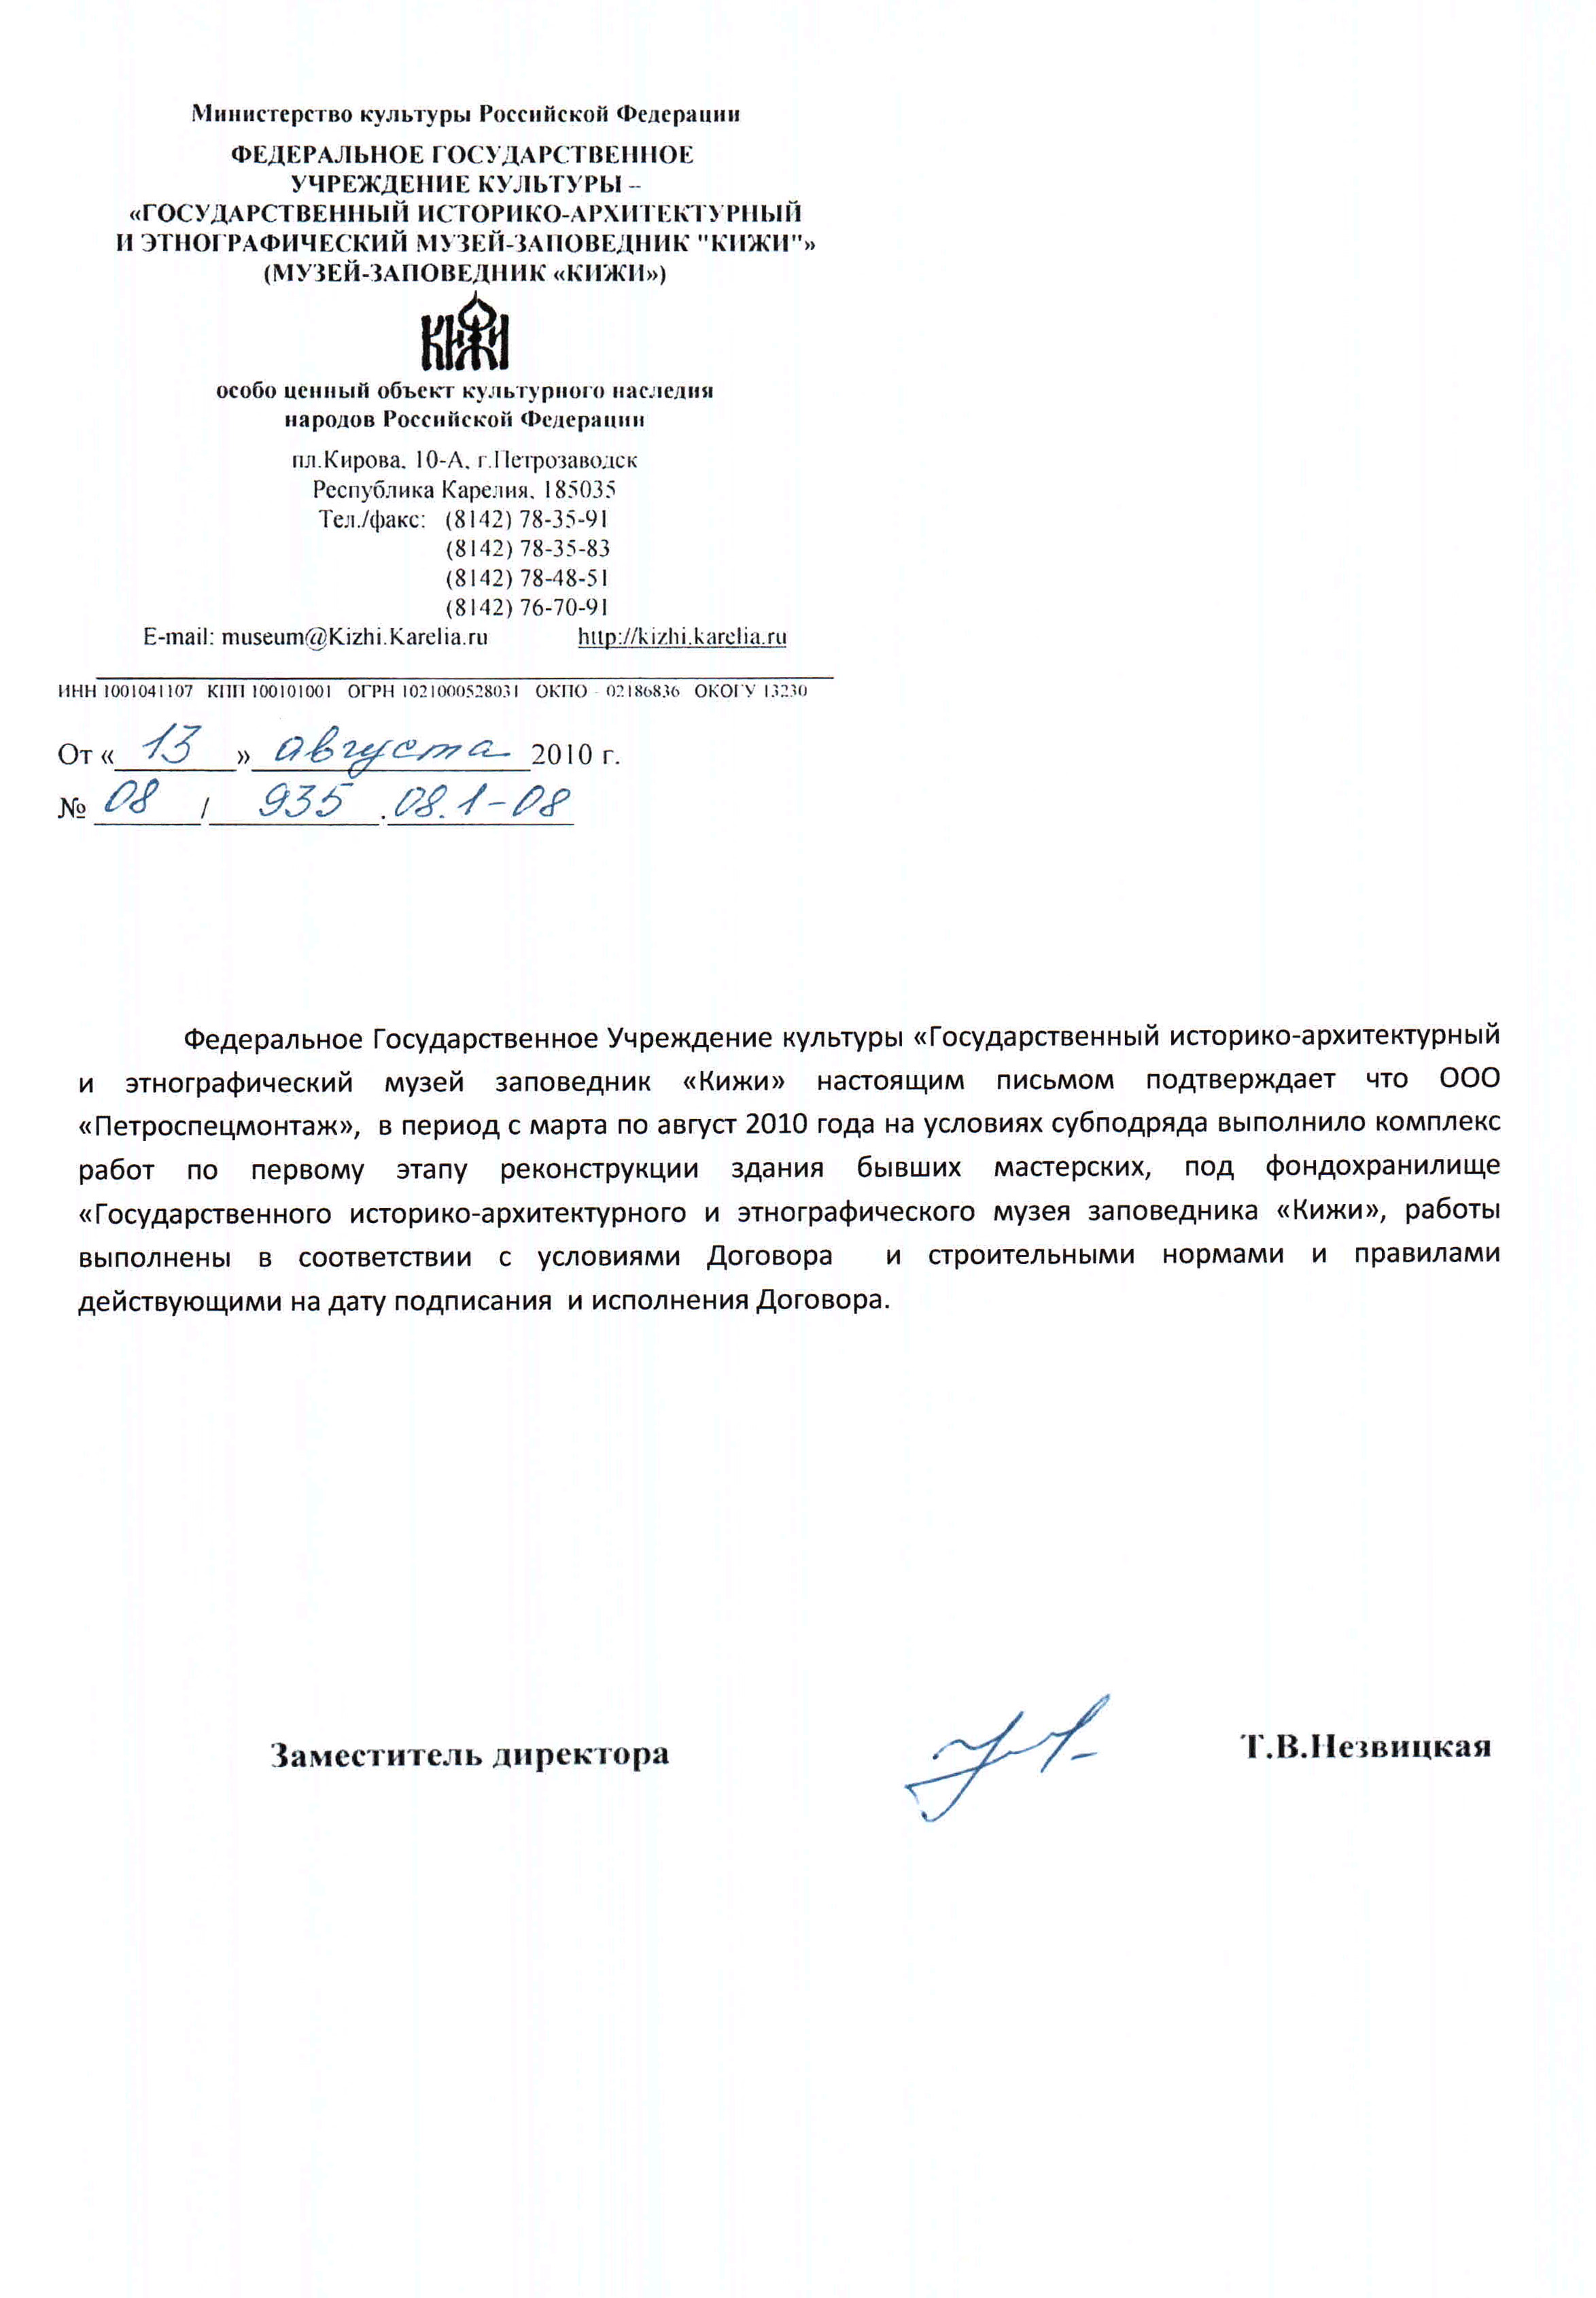 Министерство культуры Российской Федерации
ФЕДЕРАЛЬНОЕ ГОСУДАРСТВЕННОЕ
УЧРЕЖДЕНИЕ КУЛЬТУРЫ –
«ГОСУДАРСТВЕННЫЙ ИСТОРИКО-АРХИТЕКТУРНЫЙ
И ЭТНОГРАФИЧЕСКИЙ МУЗЕЙ-ЗАПОВЕДНИК "КИЖИ"»
(МУЗЕЙ-ЗАПОВЕДНИК «КИЖИ»)
КИЖИ
особо ценный объект культурного наследия
народов Российской Федерации
пл.Кирова, 10-А, г.Петрозаводск
Республика Карелия, 185035
Тел./факс: (8142) 78-35-91
(8142) 78-35-83
(8142) 78-48-51
(8142) 76-70-91
E-mail: museum@Kizhi.Karelia.ru http://kizhi.karelia.ru
ИНН 1001041107 КПП 100101001 ОГРН 1021000528031 ОКПО - 02186836 ОКОГУ 13230
От «13» августа 2010 г.
№ 08/935.08.1-08
Федеральное Государственное Учреждение культуры «Государственный историко-архитектурный
и этнографический музей заповедник «Кижи» настоящим письмом подтверждает что ООО
«Петроспецмонтаж», в период с марта по август 2010 года на условиях субподряда выполнило комплекс
работ по первому этапу реконструкции здания бывших мастерских, под фондохранилище
«Государственного историко-архитектурного и этнографического музея заповедника «Кижи», работы
выполнены в соответствии с условиями Договора и строительными нормами и правилами
действующими на дату подписания и исполнения Договора.
Заместитель директора Т.В.Незвицкая